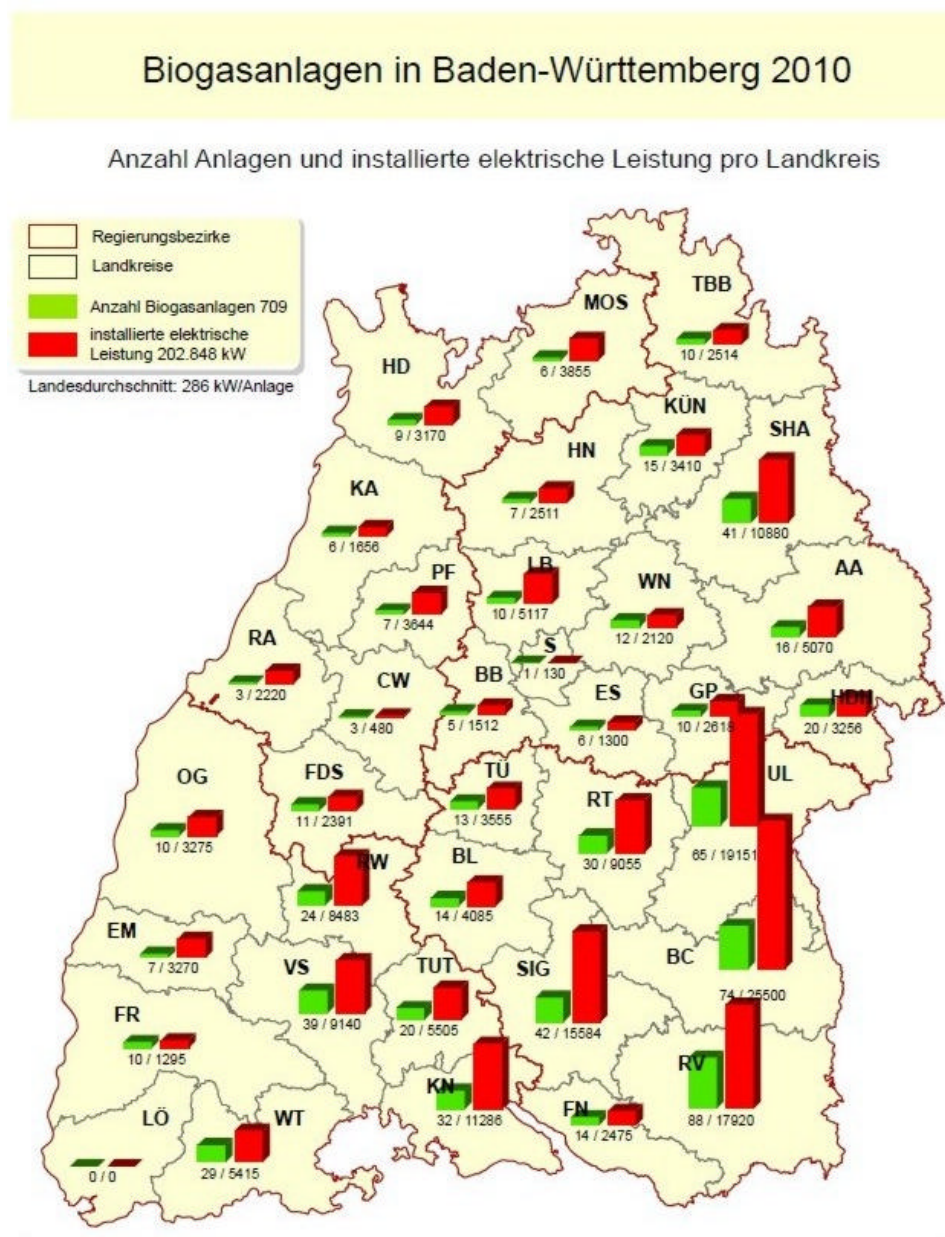 Biogasanlagen in Baden-Württemberg 2010
Anzahl Anlagen und installierte elektrische Leistung pro Landkreis
Regierungsbezirke
Landkreise
Anzahl Biogasanlagen 709
installierte elektrische
Leistung 202.848 kW
Landesdurchschnitt: 286 kW/Anlage
TBB
10 / 2514
MOS
6 / 3855
HD
9 / 3170
KÜN
15 / 3410
SHA
41 / 10880
HN
7 / 2511
KA
6 / 1656
PF
7 / 3644
LB
10 / 5117
WN
12 / 2120
AA
16 / 5070
RA
3 / 2220
S
1 / 130
CW
3 / 480
BB
5 / 1512
ES
6 / 1300
GP
10 / 2618
HDH
20 / 3256
OG
10 / 3275
FDS
11 / 2391
TÜ
13 / 3555
RT
30 / 9055
UL
65 / 19151
RW
24 / 8483
BL
14 / 4085
EM
7 / 3270
VS
39 / 9140
TUT
20 / 5505
SIG
42 / 15584
BC
74 / 25500
FR
10 / 1295
KN
32 / 11286
RV
88 / 17920
FN
14 / 2475
LÖ
0 / 0
WT
29 / 5415